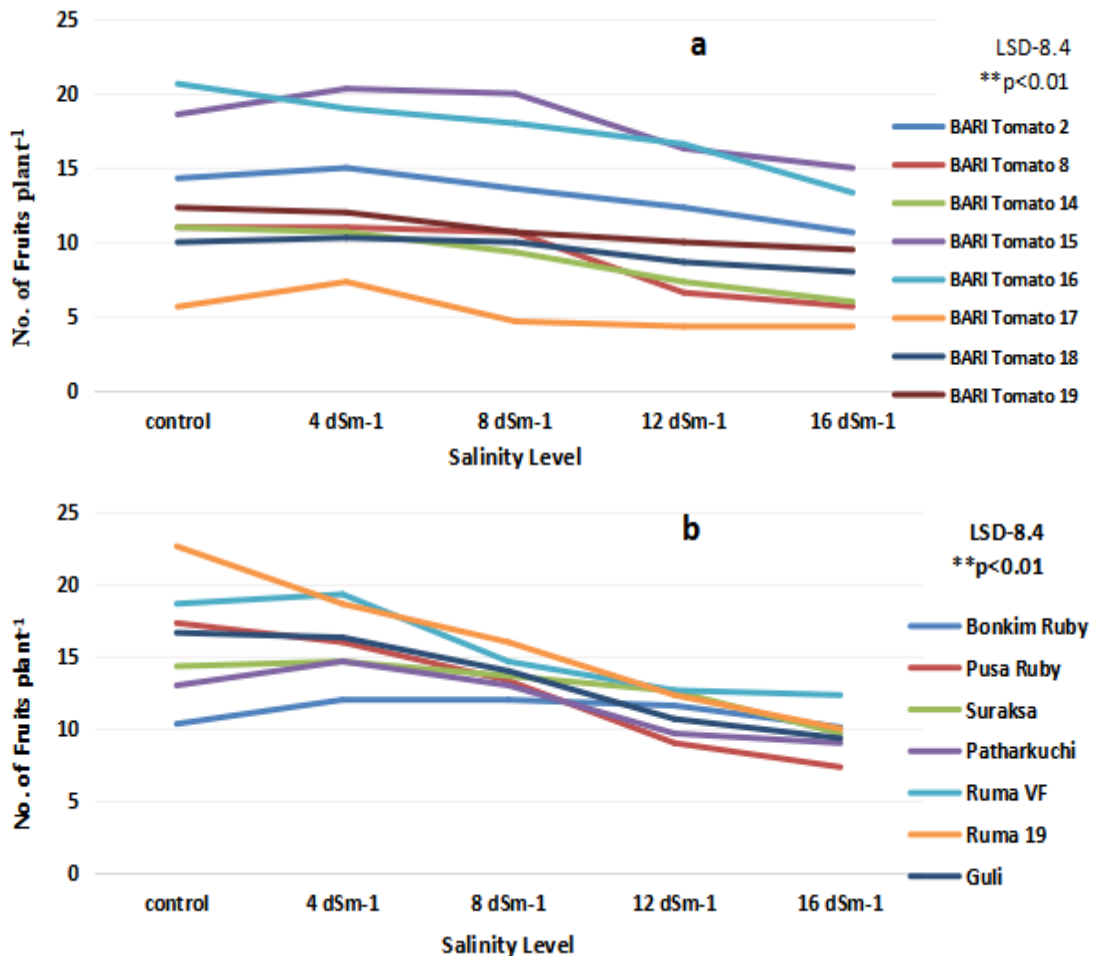 a
LSD-8.4
**p<0.01
25
20
15
10
5
0
No. of Fruits plant-1
control
4 dSm-1
8 dSm-1
12 dSm-1
16 dSm-1
Salinity Level
BARI Tomato 2
BARI Tomato 8
BARI Tomato 14
BARI Tomato 15
BARI Tomato 16
BARI Tomato 17
BARI Tomato 18
BARI Tomato 19
b
LSD-8.4
**p<0.01
25
20
15
10
5
0
No. of Fruits plant-1
control
4 dSm-1
8 dSm-1
12 dSm-1
16 dSm-1
Salinity Level
Bonkim Ruby
Pusa Ruby
Suraksa
Patharkuchi
Ruma VF
Ruma 19
Guli